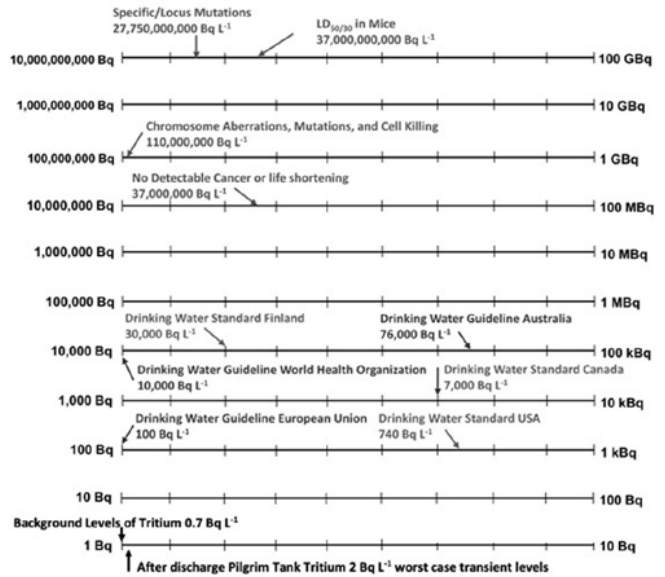 Specific/Locus Mutations
27,750,000,000 Bq L-1
LD50/30 in Mice
37,000,000,000 Bq L-1
10,000,000,000 Bq
100 GBq
1,000,000,000 Bq
10 GBq
Chromosome Aberrations, Mutations, and Cell Killing
110,000,000 Bq L-1
100,000,000 Bq
1 GBq
No Detectable Cancer or life shortening
37,000,000 Bq L-1
10,000,000 Bq
100 MBq
1,000,000 Bq
10 MBq
100,000 Bq
1 MBq
Drinking Water Standard Finland
30,000 Bq L-1
Drinking Water Guideline Australia
76,000 Bq L-1
10,000 Bq
100 kBq
Drinking Water Guideline World Health Organization
10,000 Bq L-1
Drinking Water Standard Canada
7,000 Bq L-1
1,000 Bq
10 kBq
Drinking Water Guideline European Union
100 Bq L-1
Drinking Water Standard USA
740 Bq L-1
100 Bq
1 kBq
10 Bq
100 Bq
Background Levels of Tritium 0.7 Bq L-1
1 Bq
10 Bq
After discharge Pilgrim Tank Tritium 2 Bq L-1 worst case transient levels